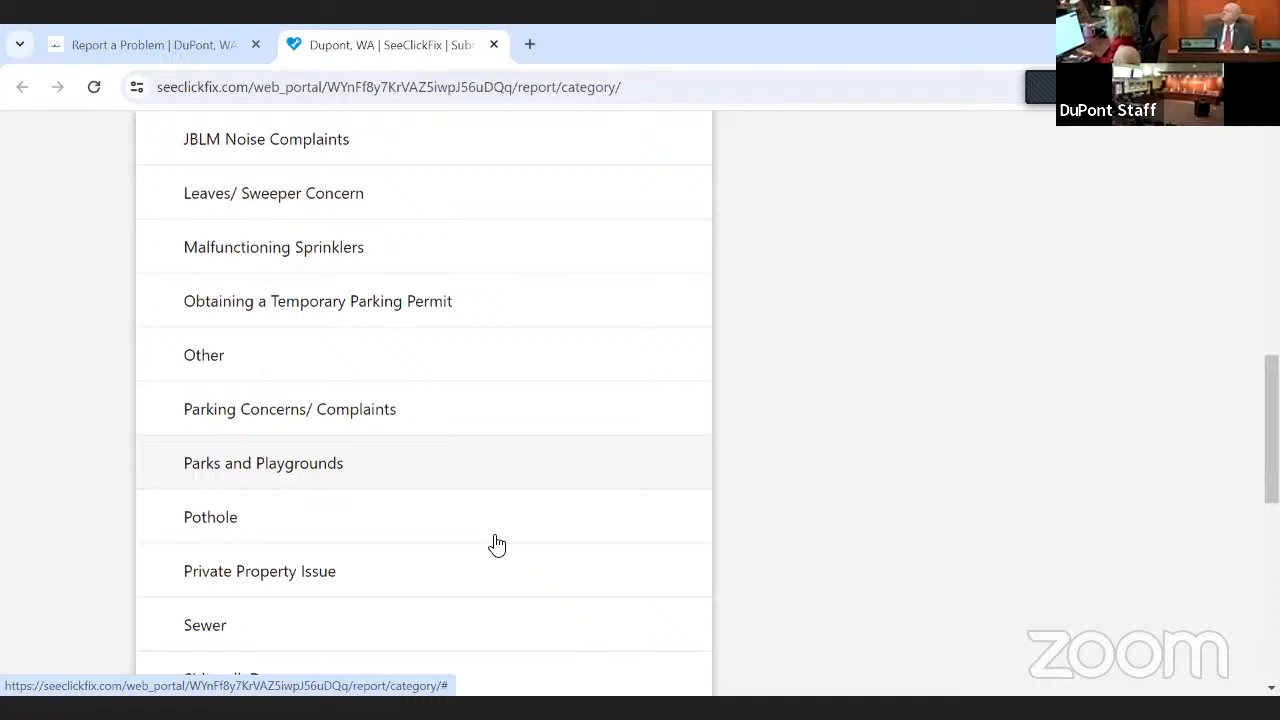 Report a Problem | DuPont, WA
Dupont, WA | SeeClickFix | Sub
seeclickfix.com/web_portal/WYnFf8y7KrVAZ5iwpJ56uDQq/report/category/
DuPont Staff
JBLM Noise Complaints
Leaves/ Sweeper Concern
Malfunctioning Sprinklers
Obtaining a Temporary Parking Permit
Other
Parking Concerns/ Complaints
Parks and Playgrounds
Pothole
Private Property Issue
Sewer
https://seeclickfix.com/web_portal/WYnFf8y7KrVAZ5iwpJ56uDQq/report/category/#
zoom